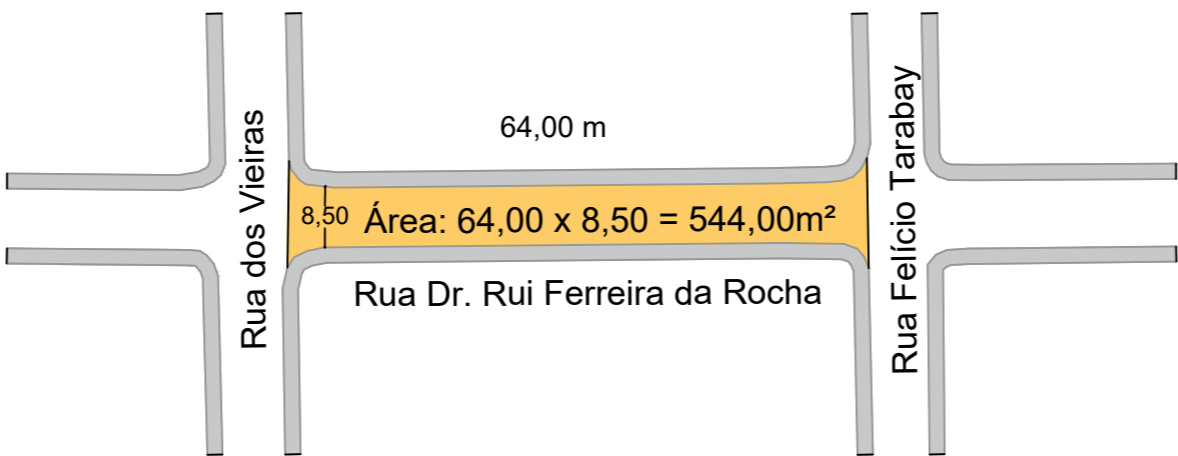 64,00 m
Rua dos Vieiras
8,50
Área: 64,00 x 8,50 = 544,00m²
Rua Dr. Rui Ferreira da Rocha
Rua Felício Tarabay